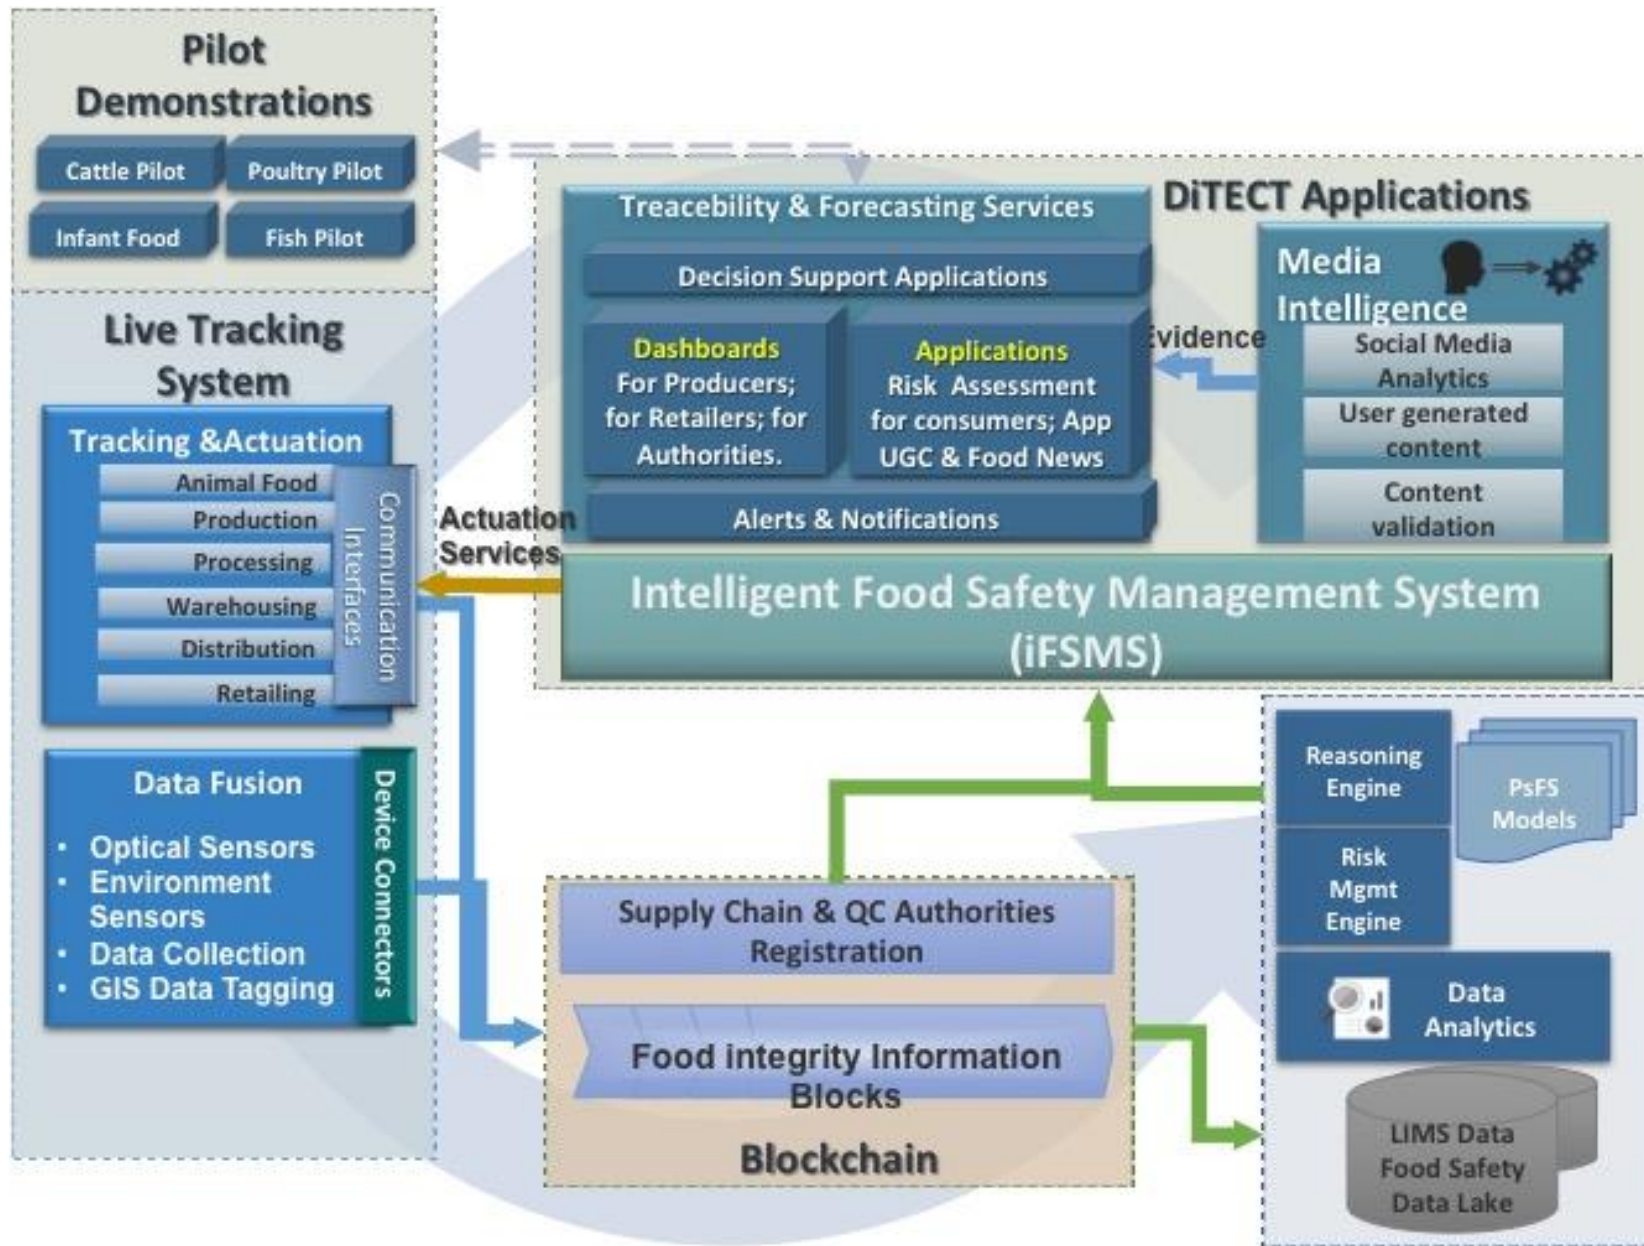 Pilot
Demonstrations
Cattle Pilot
Poultry Pilot
Infant Food
Fish Pilot
Live Tracking
System
Tracking &Actuation
Animal Food
Production
Processing
Warehousing
Distribution
Retailing
Communication
Interfaces
Data Fusion
• Optical Sensors
• Environment
Sensors
• Data Collection
• GIS Data Tagging
Device Connectors
Actuation
Services
DiTECT Applications
Treacebility & Forecasting Services
Decision Support Applications
Dashboards
For Producers;
for Retailers; for
Authorities.
Applications
Risk Assessment
for consumers; App
UGC & Food News
Alerts & Notifications
Evidence
Media
Intelligence
Social Media
Analytics
User generated
content
Content
validation
Intelligent Food Safety Management System
(iFSMS)
Supply Chain & QC Authorities
Registration
Food integrity Information
Blocks
Blockchain
Reasoning
Engine
PsFS
Models
Risk
Mgmt
Engine
Data
Analytics
LIMS Data
Food Safety
Data Lake